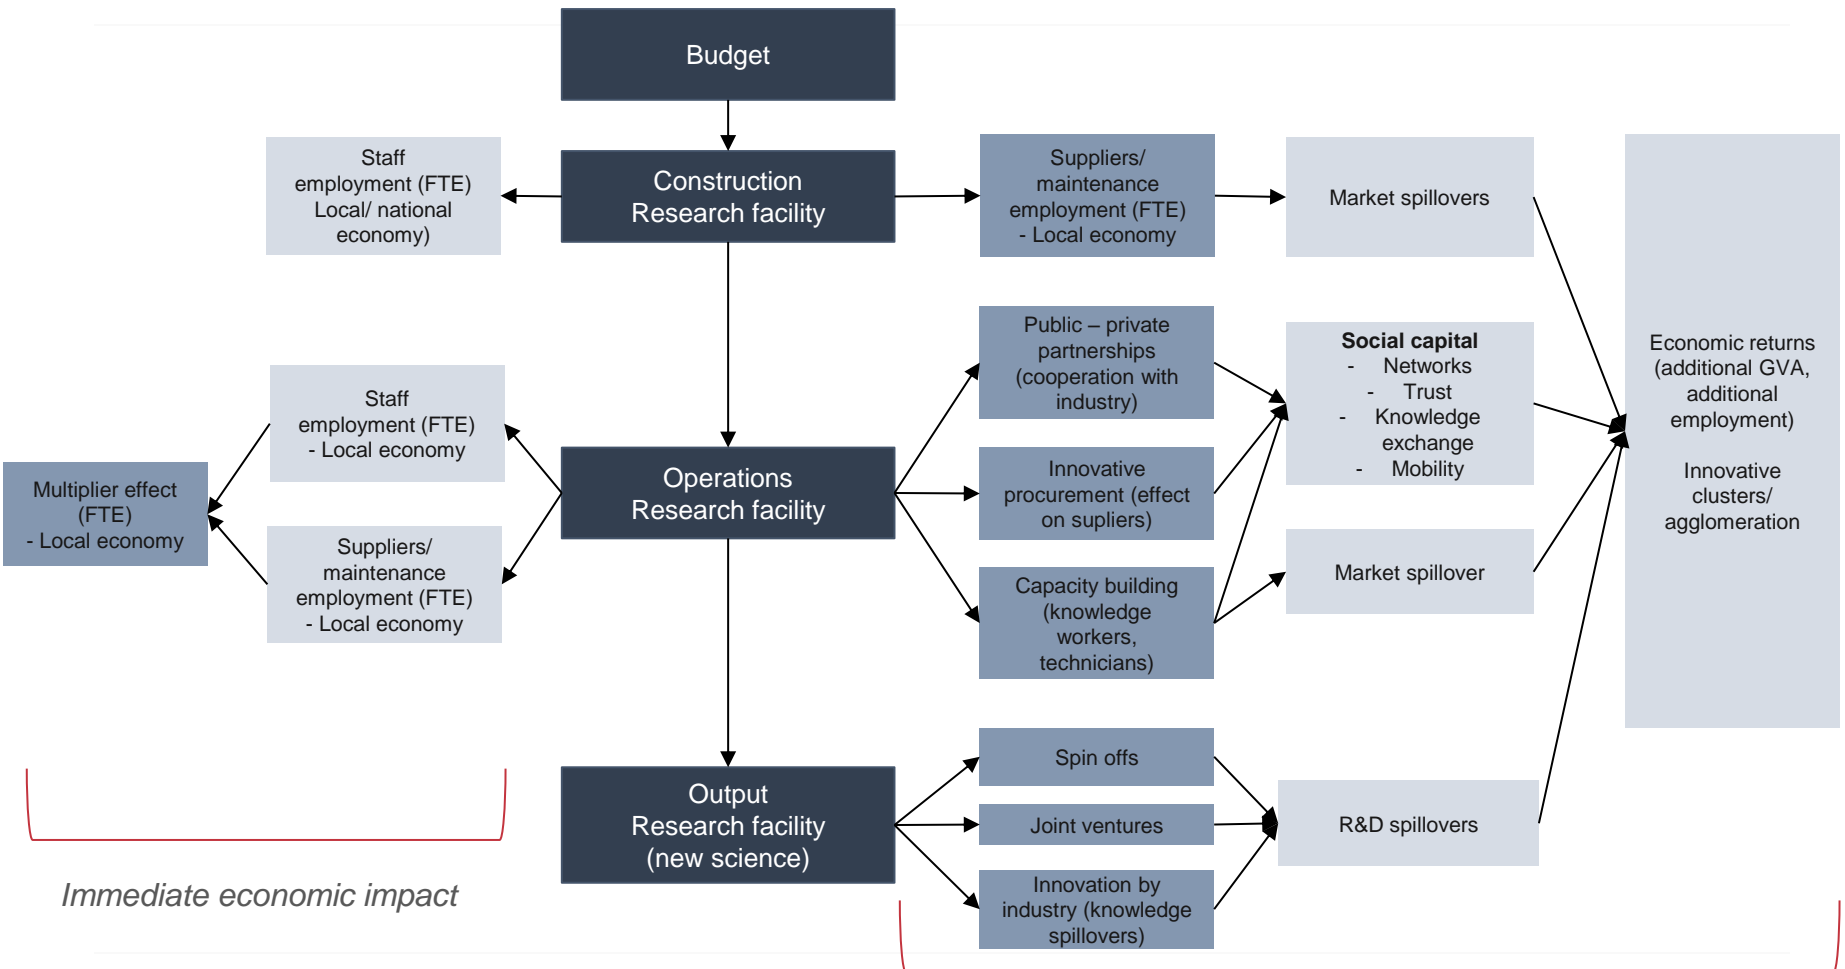 Budget
Staff
employment (FTE)
Local/ national
economy)
Construction
Research facility
Suppliers/
maintenance
employment (FTE)
- Local economy
Market spillovers
Public – private
partnerships
(cooperation with
industry)
Social capital
- Networks
- Trust
- Knowledge
exchange
- Mobility
Economic returns
(additional GVA,
additional
employment)
Innovative
clusters/
agglomeration
Staff
employment (FTE)
- Local economy
Multiplier effect
(FTE)
- Local economy
Operations
Research facility
Innovative
procurement (effect
on supliers)
Suppliers/
maintenance
employment (FTE)
- Local economy
Capacity building
(knowledge
workers,
technicians)
Market spillover
Output
Research facility
(new science)
Spin offs
Joint ventures
R&D spillovers
Innovation by
industry (knowledge
spillovers)
Immediate economic impact